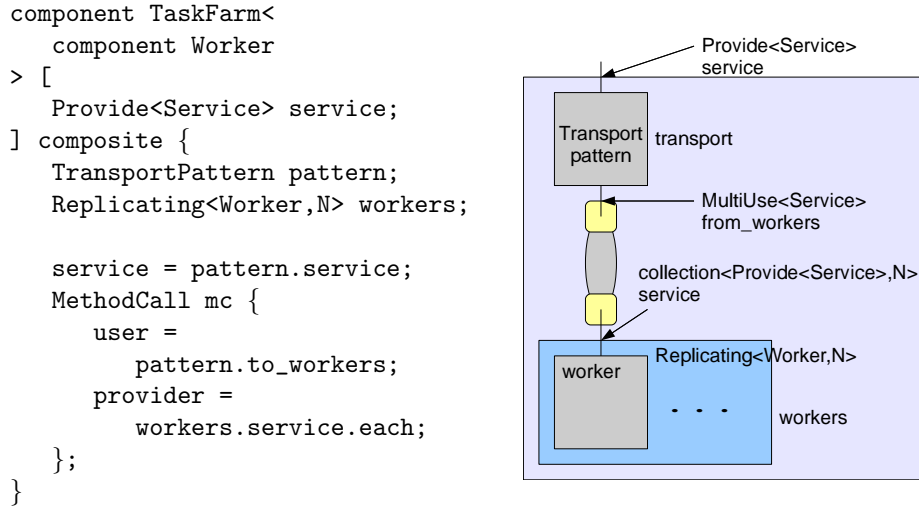 component TaskFarm<
   component Worker
> [
   Provide<Service> service;
] composite {
   TransportPattern pattern;
   Replicating<Worker,N> workers;

   service = pattern.service;
   MethodCall mc {
      user =
         pattern.to_workers;
      provider =
         workers.service.each;
   };
}
Provide<Service>
service
Transport
pattern
transport
MultiUse<Service>
from_workers
collection<Provide<Service>,N>
service
Replicating<Worker,N>
worker
. . .
workers